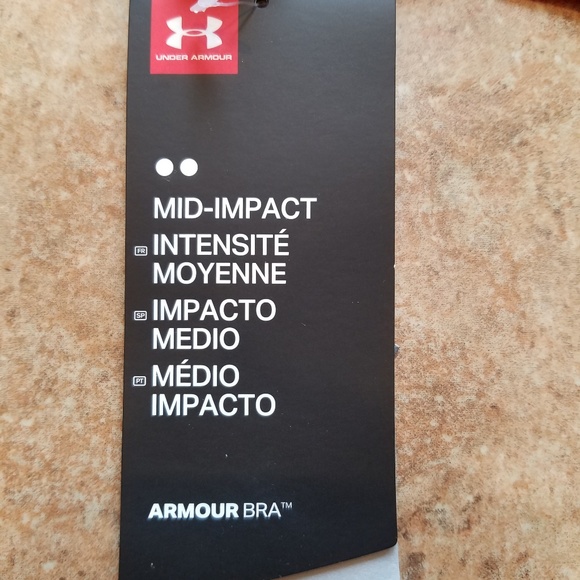 UNDER ARMOUR
MID-IMPACT
FR INTENSITÉ
MOYENNE
SP IMPACTO
MEDIO
PT MÉDIO
IMPACTO
ARMOUR BRA™